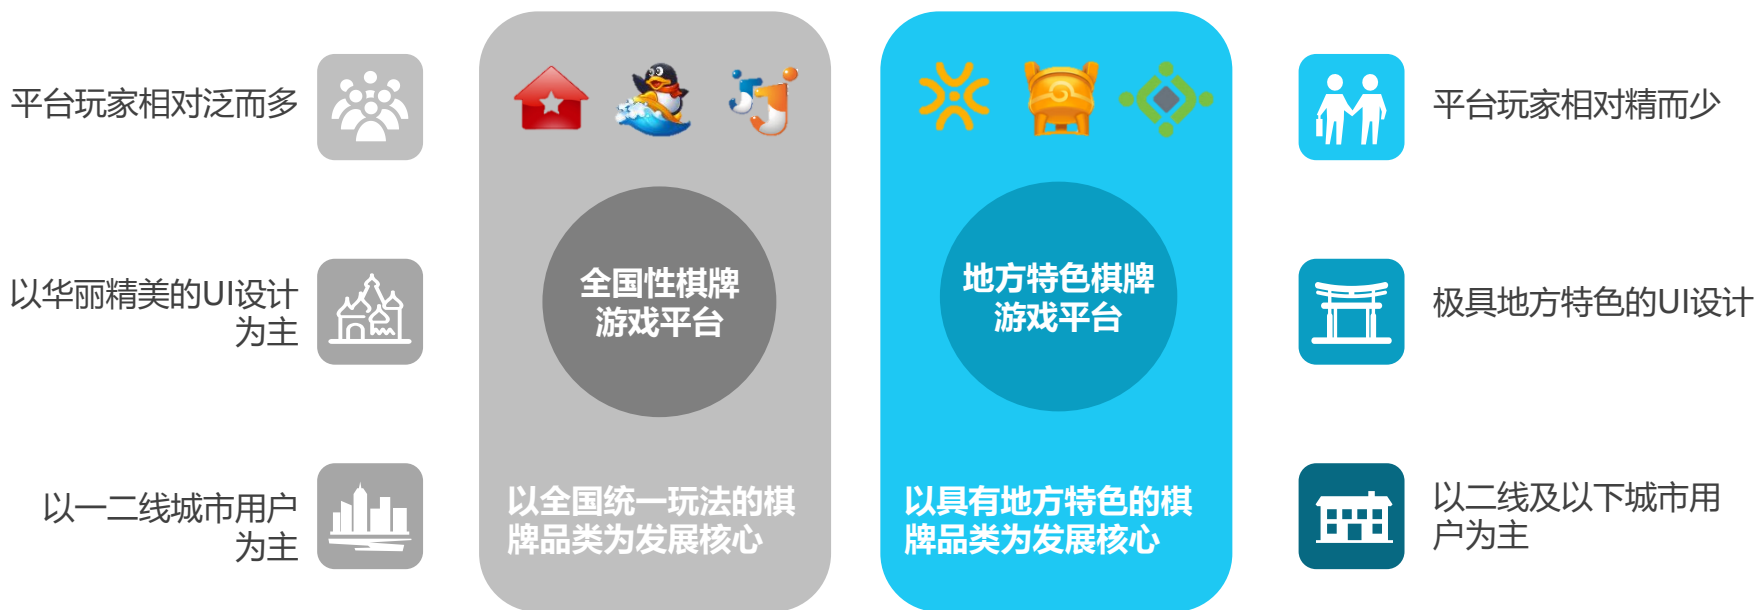 平台玩家相对泛而多
以华丽精美的UI设计
为主
以一二线城市用户
为主
全国性棋牌
游戏平台
以全国统一玩法的棋
牌品类为发展核心
地方特色棋牌
游戏平台
以具有地方特色的棋
牌品类为发展核心
平台玩家相对精而少
极具地方特色的UI设计
以二线及以下城市用
户为主